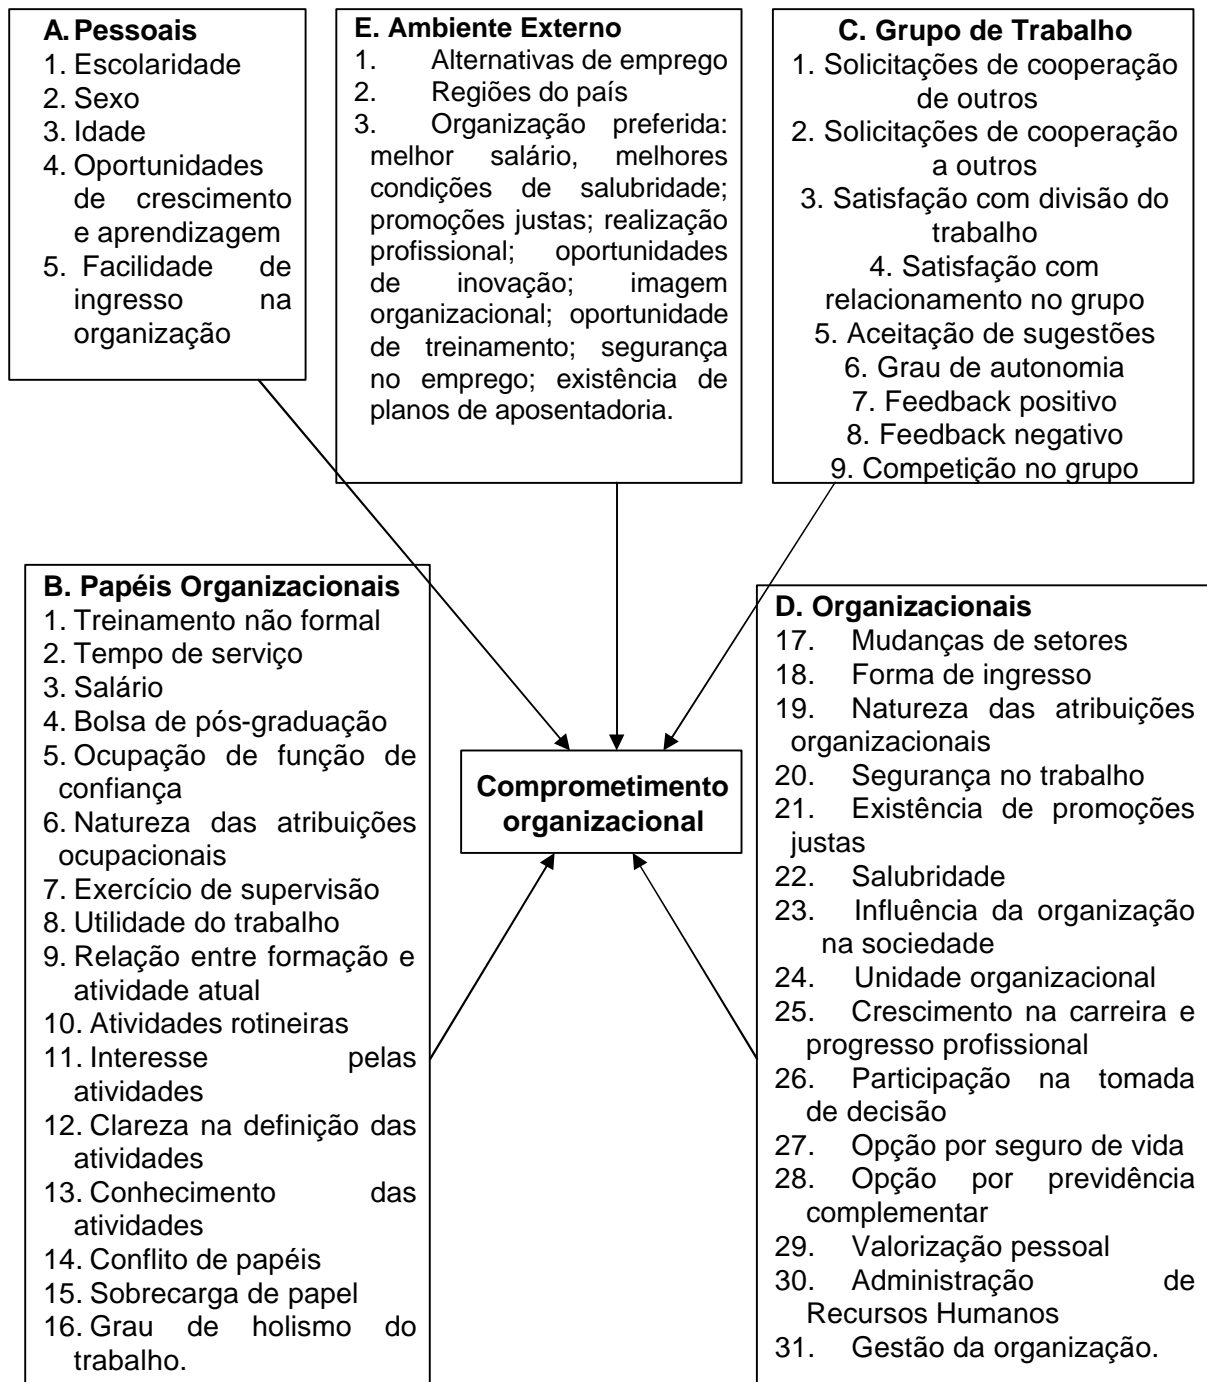 A. Pessoais
1. Escolaridade
2. Sexo
3. Idade
4. Oportunidades
de crescimento
e aprendizagem
5. Facilidade de
ingresso na
organização
E. Ambiente Externo
1. Alternativas de emprego
2. Regiões do país
3. Organização preferida:
melhor salário, melhores
condições de salubridade;
promoções justas; realização
profissional; oportunidades
de inovação; imagem
organizacional; oportunidade
de treinamento; segurança
no emprego; existência de
planos de aposentadoria.
C. Grupo de Trabalho
1. Solicitações de cooperação
de outros
2. Solicitações de cooperação
a outros
3. Satisfação com divisão do
trabalho
4. Satisfação com
relacionamento no grupo
5. Aceitação de sugestões
6. Grau de autonomia
7. Feedback positivo
8. Feedback negativo
9. Competição no grupo
B. Papéis Organizacionais
1. Treinamento não formal
2. Tempo de serviço
3. Salário
4. Bolsa de pós-graduação
5. Ocupação de função de
confiança
6. Natureza das atribuições
ocupacionais
7. Exercício de supervisão
8. Utilidade do trabalho
9. Relação entre formação e
atividade atual
10. Atividades rotineiras
11. Interesse pelas
atividades
12. Clareza na definição das
atividades
13. Conhecimento das
atividades
14. Conflito de papéis
15. Sobrecarga de papel
16. Grau de holismo do
trabalho.
Comprometimento
organizacional
D. Organizacionais
17. Mudanças de setores
18. Forma de ingresso
19. Natureza das atribuições
organizacionais
20. Segurança no trabalho
21. Existência de promoções
justas
22. Salubridade
23. Influência da organização
na sociedade
24. Unidade organizacional
25. Crescimento na carreira e
progresso profissional
26. Participação na tomada
de decisão
27. Opção por seguro de vida
28. Opção por previdência
complementar
29. Valorização pessoal
30. Administração de
Recursos Humanos
31. Gestão da organização.